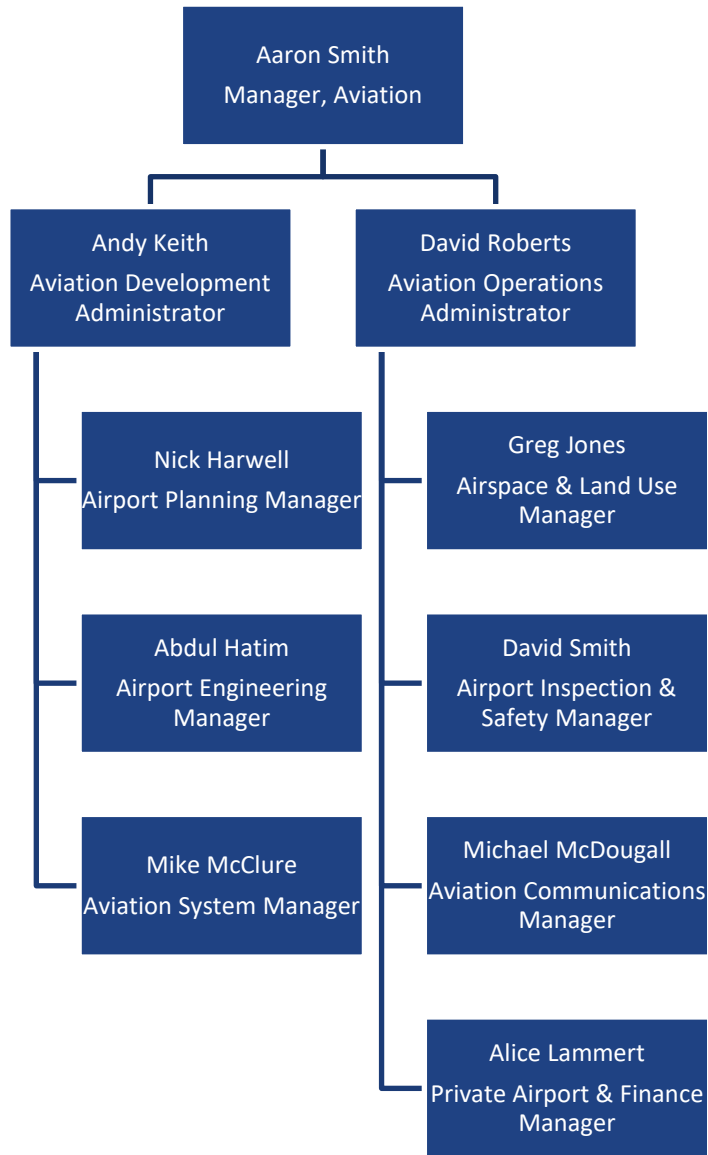 Aaron Smith
Manager, Aviation
Andy Keith
Aviation Development
Administrator
David Roberts
Aviation Operations
Administrator
Nick Harwell
Airport Planning Manager
Abdul Hatim
Airport Engineering
Manager
Mike McClure
Aviation System Manager
Greg Jones
Airspace & Land Use
Manager
David Smith
Airport Inspection &
Safety Manager
Michael McDougall
Aviation Communications
Manager
Alice Lammert
Private Airport & Finance
Manager